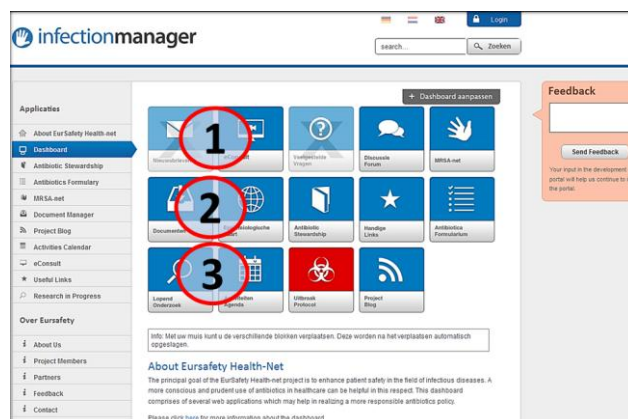 Login
infectionmanager
search...
Zoeken
+ Dashboard aanpassen
Feedback
Applicaties
About EurSafety Health-net
Dashboard
Antibiotic Stewardship
Antibiotics Formulary
MRSA-net
Document Manager
Project Blog
Activities Calendar
eConsult
Useful Links
Research in Progress
Over Eursafety
About Us
Project Members
Partners
Feedback
Contact
1
eConsult
Veelgestelde
Vragen
Discussie
Forum
MRSA-net
2
Documenten
Antibiotic
Stewardship
Handige
Links
Antibiotica
Formularium
3
Lopend
Onderzoek
Agenda
Uitbraak
Protocol
Project
Blog
Send Feedback
Your input in the development
portal will help us continue to
the portal.
Info: Met uw muis kunt u de verschillende blokken verplaatsen. Deze worden na het verplaatsen automatisch
opgeslagen.
About Eursafety Health-Net
The principal goal of the EurSafety Health-net project is to enhance patient safety in the field of infectious diseases. A
more conscious and prudent use of antibiotics in healthcare can be helpful in this respect. This dashboard
comprises of several web applications which may help in realizing a more responsible antibiotics policy.
Please click here for more information about the dashboard.